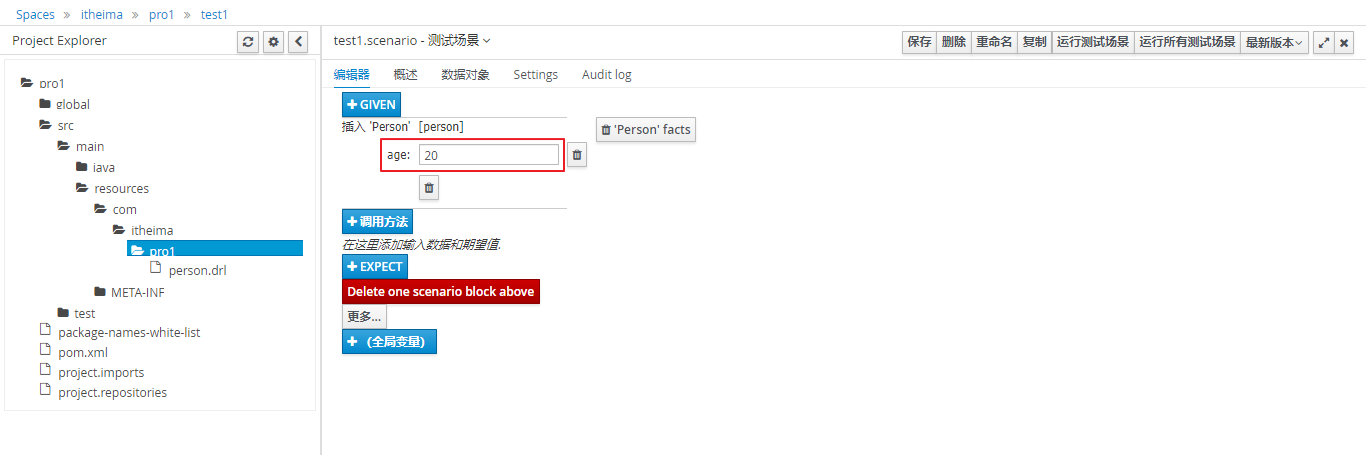 Spaces » itheima » pro1 » test1
Project Explorer
pro1
global
src
main
java
resources
com
itheima
pro1
person.drl
META-INF
test
package-names-white-list
pom.xml
project.imports
project.repositories
test1.scenario - 测试场景
保存 删除 重命名 复制 运行测试场景 运行所有测试场景 最新版本
编辑器 概述 数据对象 Settings Audit log
+ GIVEN
插入 'Person' [person]
'Person' facts
age: 20
+ 调用方法
在这里添加输入数据和期望值.
+ EXPECT
Delete one scenario block above
更多...
+ (全局变量)